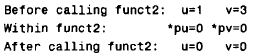 Before calling funct2:  u=1   v=3
Within funct2:        *pu=0 *pv=0
After calling funct2:   u=0   v=0